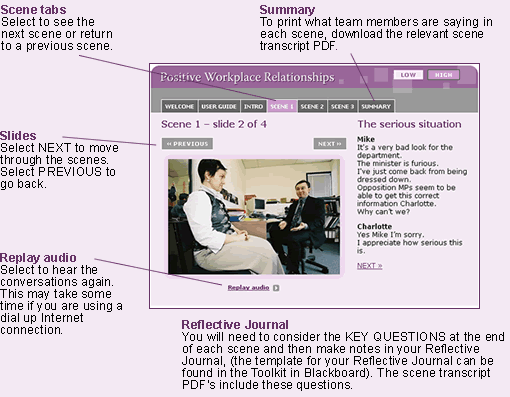 Scene tabs
Select to see the
next scene or return
to a previous scene.
Summary
To print what team members are saying in
each scene, download the relevant scene
transcript PDF.
Positive Workplace Relationships
LOW
HIGH
WELCOME
USER GUIDE
INTRO
SCENE 1
SCENE 2
SCENE 3
SUMMARY
Slides
Select NEXT to move
through the scenes.
Select PREVIOUS to
go back.
Scene 1 – slide 2 of 4
« PREVIOUS
NEXT »
Replay audio
The serious situation
Mike
It's a very bad look for the
department.
The minister is furious.
I've just come back from being
dressed down.
Opposition MPs seem to be
able to get this correct
information Charlotte.
Why can't we?
Charlotte
Yes Mike I'm sorry.
I appreciate how serious this
is.
NEXT »
Replay audio
Select to hear the
conversations again.
This may take some
time if you are using a
dial up Internet
connection.
Reflective Journal
You will need to consider the KEY QUESTIONS at the end
of each scene and then make notes in your Reflective
Journal, (the template for your Reflective Journal can be
found in the Toolkit in Blackboard). The scene transcript
PDF's include these questions.